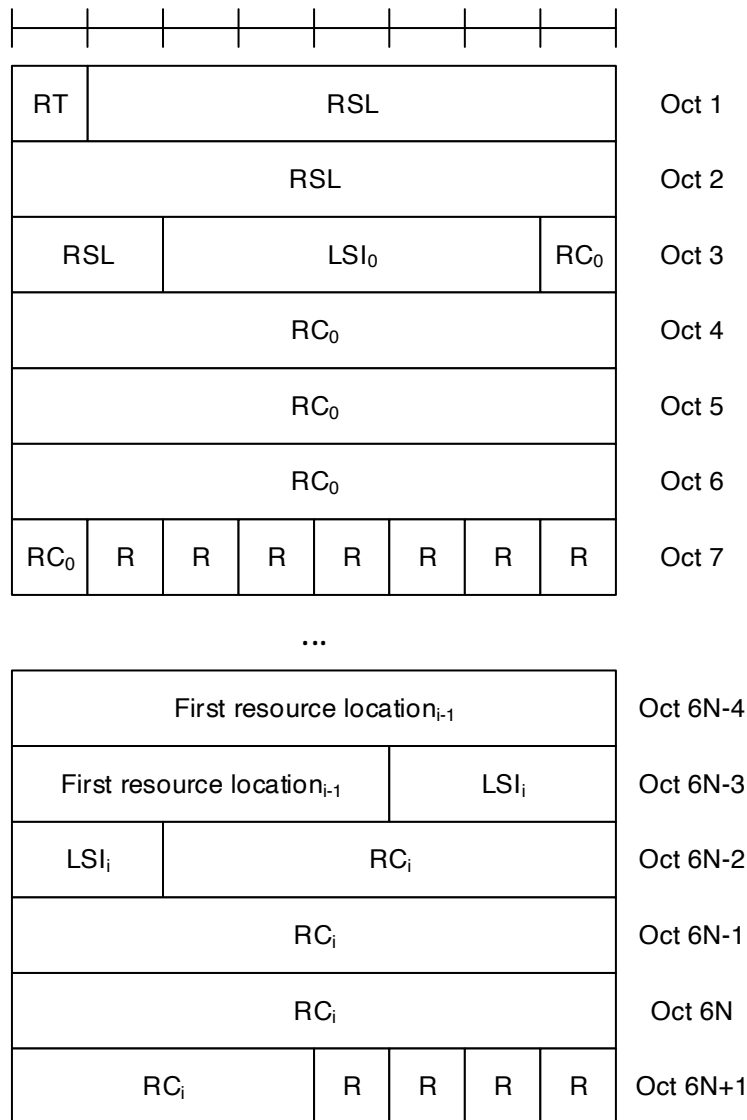 RT RSL Oct 1
RSL Oct 2
RSL LSI₀ RC₀ Oct 3
RC₀ Oct 4
RC₀ Oct 5
RC₀ Oct 6
RC₀ R R R R R R R Oct 7
...
First resource locationᵢ₋₁ Oct 6N-4
First resource locationᵢ₋₁ LSIᵢ Oct 6N-3
LSIᵢ RCᵢ Oct 6N-2
RCᵢ Oct 6N-1
RCᵢ Oct 6N
RCᵢ R R R R Oct 6N+1